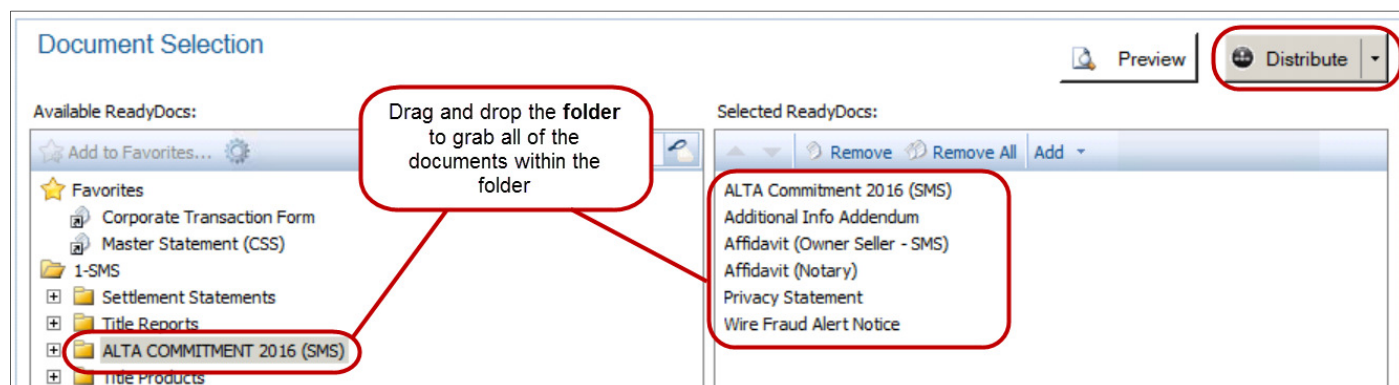 Document Selection
Preview
Distribute
Available ReadyDocs:
Drag and drop the folder
to grab all of the
documents within the
folder
Selected ReadyDocs:
Add to Favorites...
Remove Remove All Add
Favorites
Corporate Transaction Form
Master Statement (CSS)
1-SMS
Settlement Statements
Title Reports
ALTA COMMITMENT 2016 (SMS)
Title Products
ALTA Commitment 2016 (SMS)
Additional Info Addendum
Affidavit (Owner Seller - SMS)
Affidavit (Notary)
Privacy Statement
Wire Fraud Alert Notice